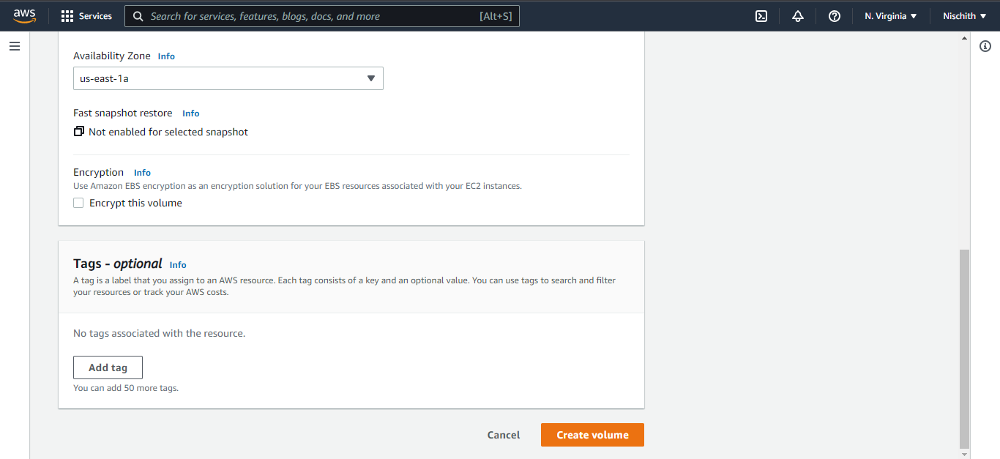 aws Services Search for services, features, blogs, docs, and more [Alt+S] N. Virginia Nischith
Availability Zone Info
us-east-1a
Fast snapshot restore Info
Not enabled for selected snapshot
Encryption Info
Use Amazon EBS encryption as an encryption solution for your EBS resources associated with your EC2 instances.
Encrypt this volume
Tags - optional Info
A tag is a label that you assign to an AWS resource. Each tag consists of a key and an optional value. You can use tags to search and filter
your resources or track your AWS costs.
No tags associated with the resource.
Add tag
You can add 50 more tags.
Cancel Create volume